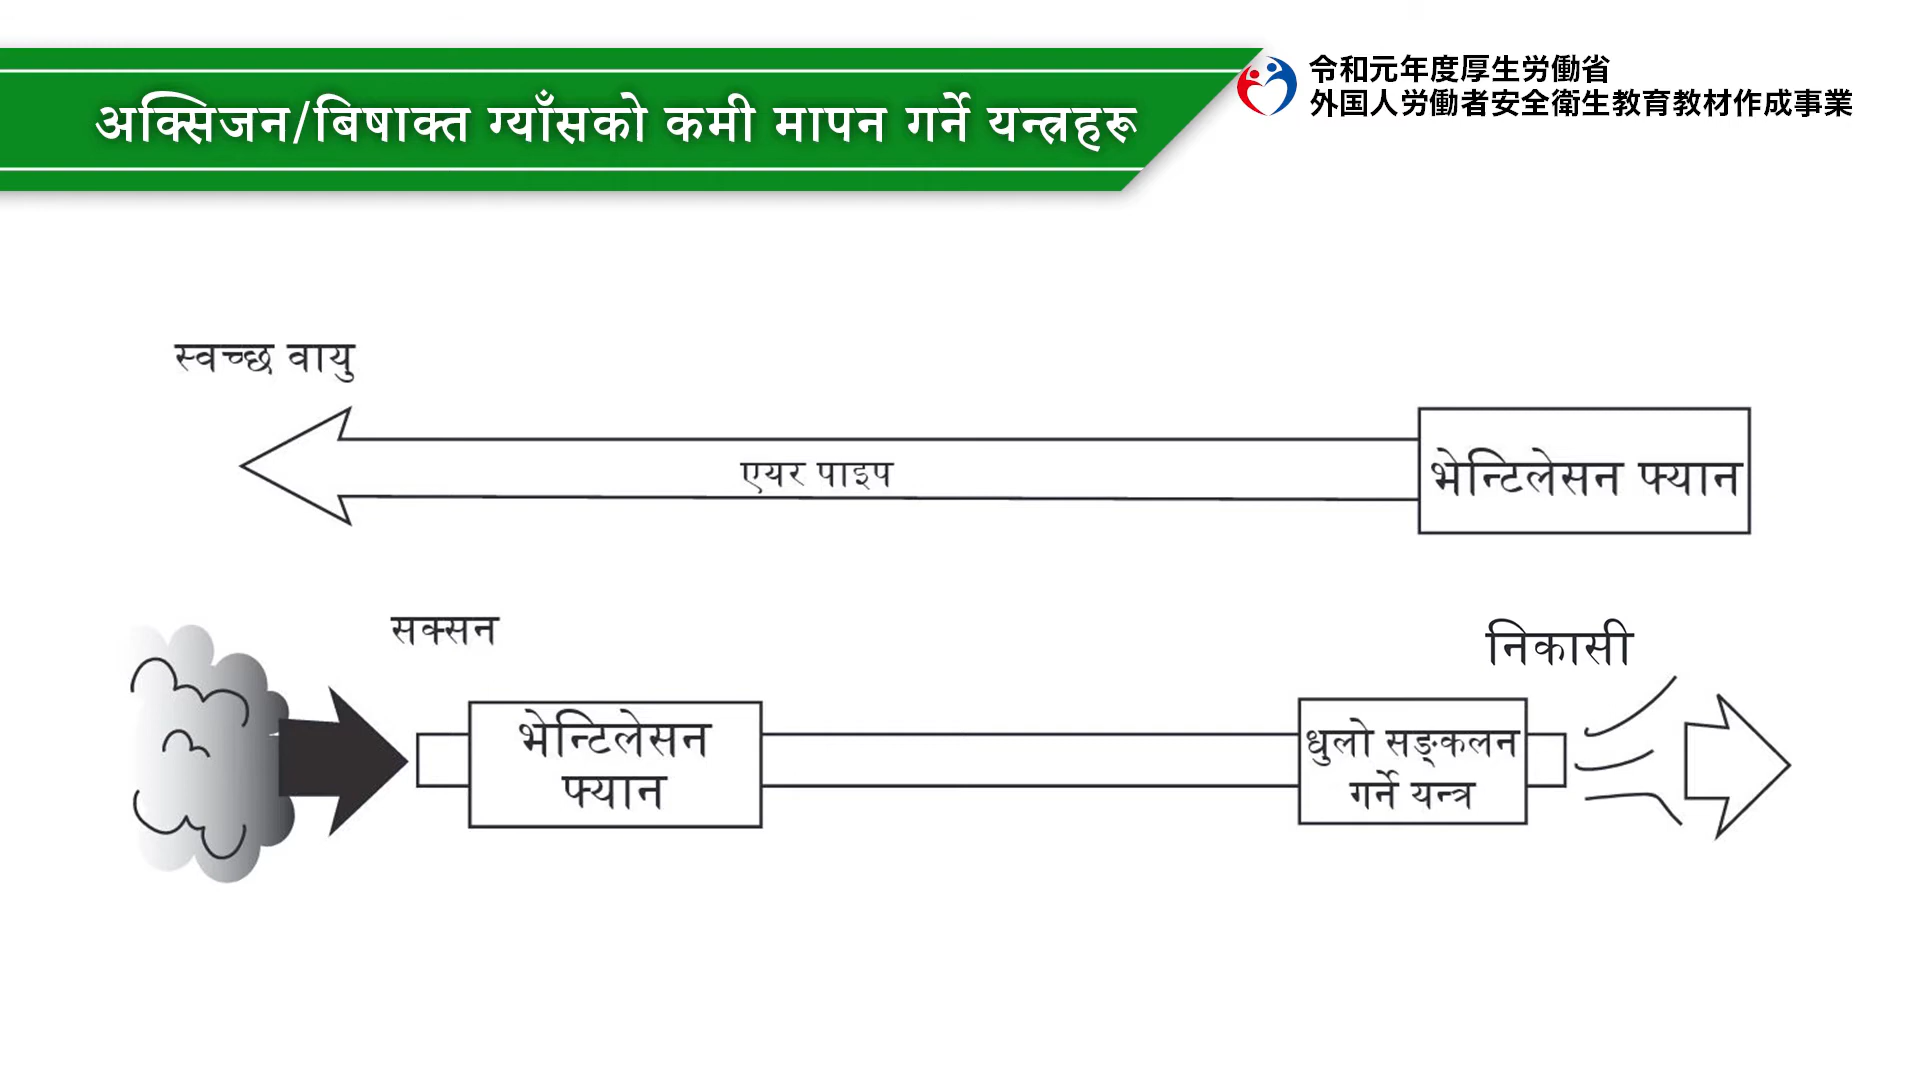 अक्सिजन/बिषाक्त ग्याँसको कमी मापन गर्ने यन्त्रहरू
令和元年度厚生労働省
外国人労働者安全衛生教育教材作成事業
स्वच्छ वायु
एयर पाइप
भेन्टिलेसन फ्यान
सक्सन
भेन्टिलेसन
फ्यान
धुलो सङ्कलन
गर्ने यन्त्र
निकासी